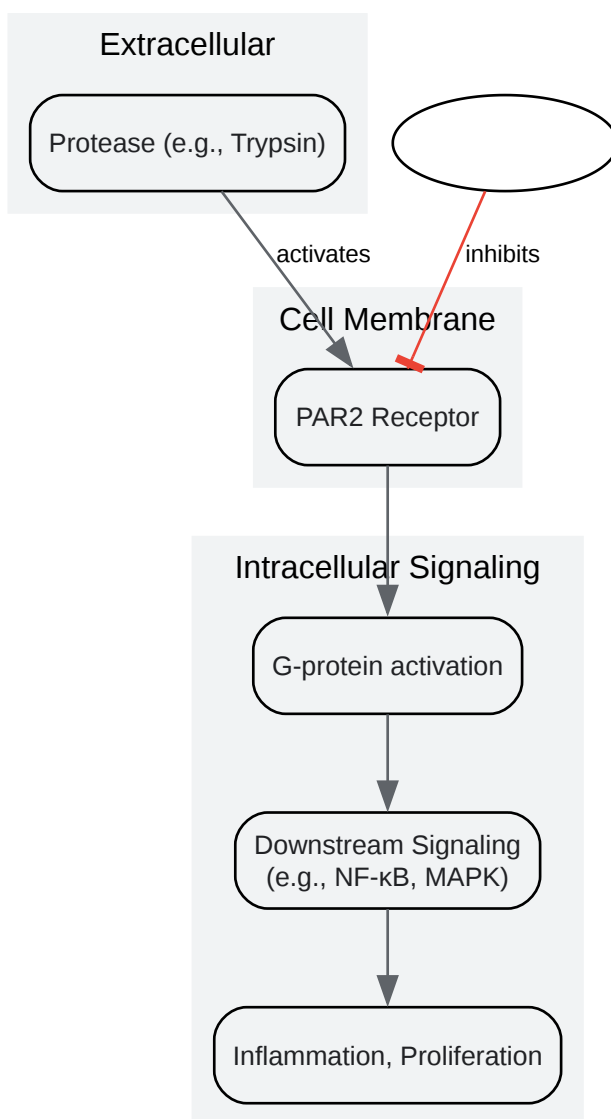 Extracellular
Protease (e.g., Trypsin)
activates
inhibits
Cell Membrane
PAR2 Receptor
Intracellular Signaling
G-protein activation
Downstream Signaling
(e.g., NF-κB, MAPK)
Inflammation, Proliferation